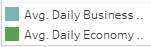 Avg. Daily Business ..
Avg. Daily Economy ..